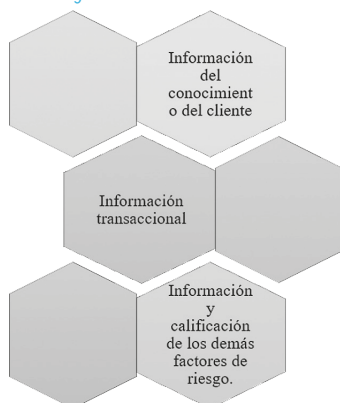 Información
del
conocimient
o del cliente
Información
transaccional
Información
y
calificación
de los demás
factores de
riesgo.